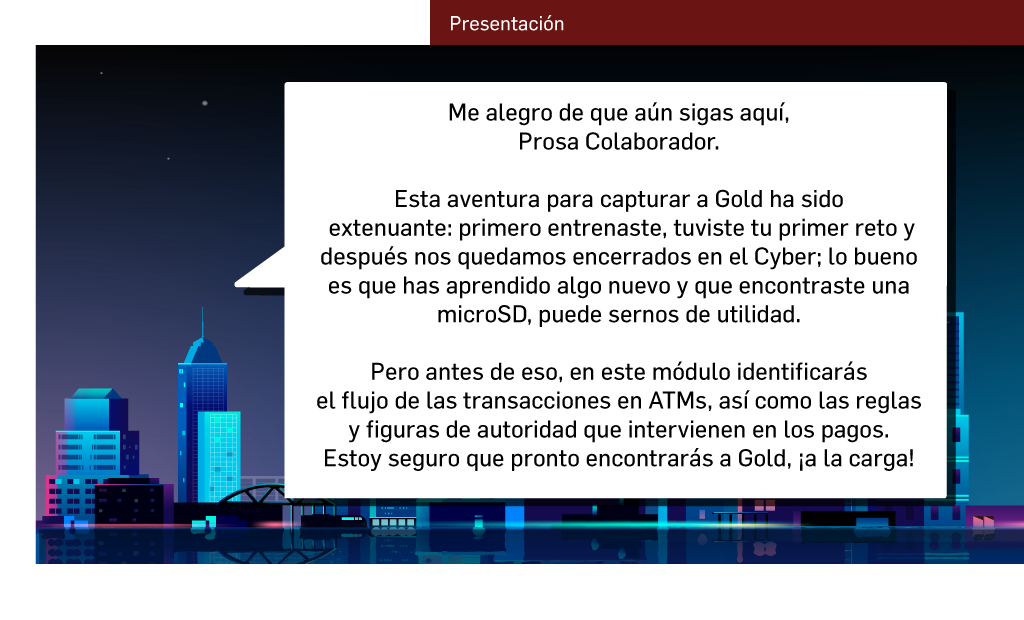 Presentación
Me alegro de que aún sigas aquí,
Prosa Colaborador.
Esta aventura para capturar a Gold ha sido
extenuante: primero entrenaste, tuviste tu primer reto y
después nos quedamos encerrados en el Cyber; lo bueno
es que has aprendido algo nuevo y que encontraste una
microSD, puede sernos de utilidad.
Pero antes de eso, en este módulo identificarás
el flujo de las transacciones en ATMs, así como las reglas
y figuras de autoridad que intervienen en los pagos.
Estoy seguro que pronto encontrarás a Gold, ¡a la carga!